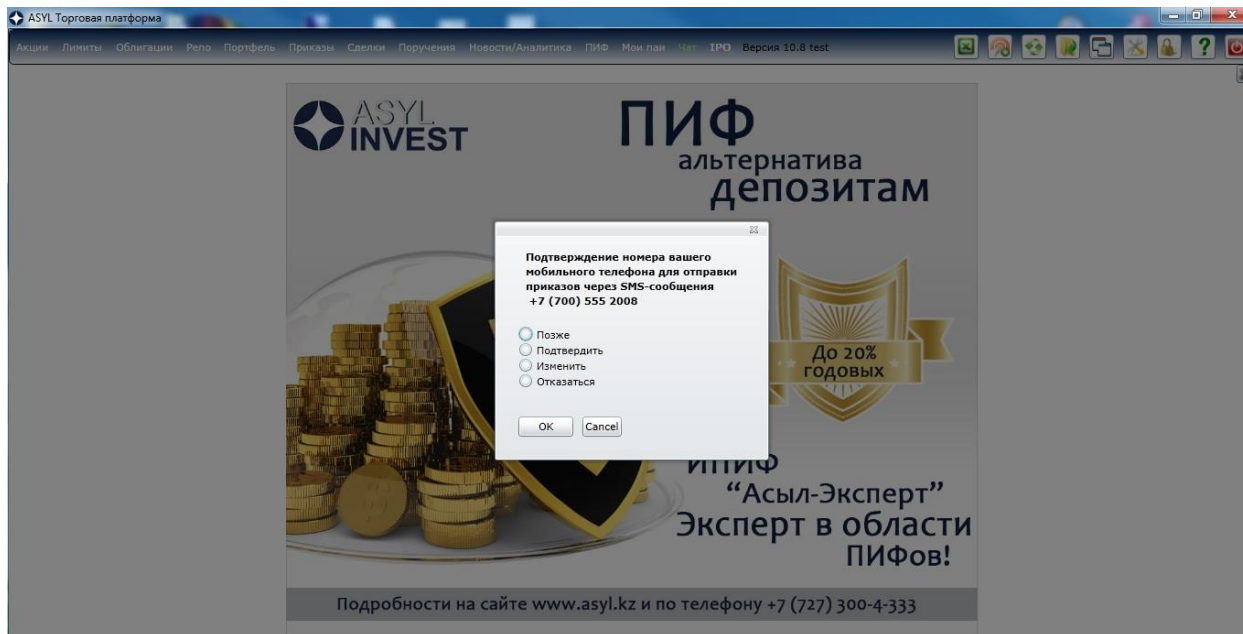 ASYL Торговая платформа
Акции Лимиты Облигации Репо Портфель Приказы Сделки Поручения Новости/Аналитика ПИФ Мои паи Чат IPO Версия 10.8 test
ASYL
INVEST
ПИФ
альтернатива
депозитам
Подтверждение номера вашего
мобильного телефона для отправки
приказов через SMS-сообщения
+7 (700) 555 2008
Позже
Подтвердить
Изменить
Отказаться
OK Cancel
До 20%
годовых
ИПИФ
“Асыл-Эксперт”
Эксперт в области
ПИФов!
Подробности на сайте www.asyl.kz и по телефону +7 (727) 300-4-333